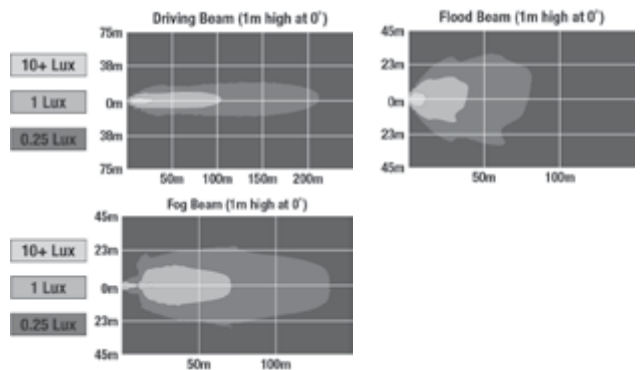 Driving Beam (1m high at 0°)
75m
10+ Lux
38m
1 Lux
0m
0.25 Lux
38m
75m
50m 100m 150m 200m
Flood Beam (1m high at 0°)
45m
23m
0m
23m
45m
50m 100m
Fog Beam (1m high at 0°)
45m
10+ Lux
23m
1 Lux
0m
0.25 Lux
23m
45m
50m 100m